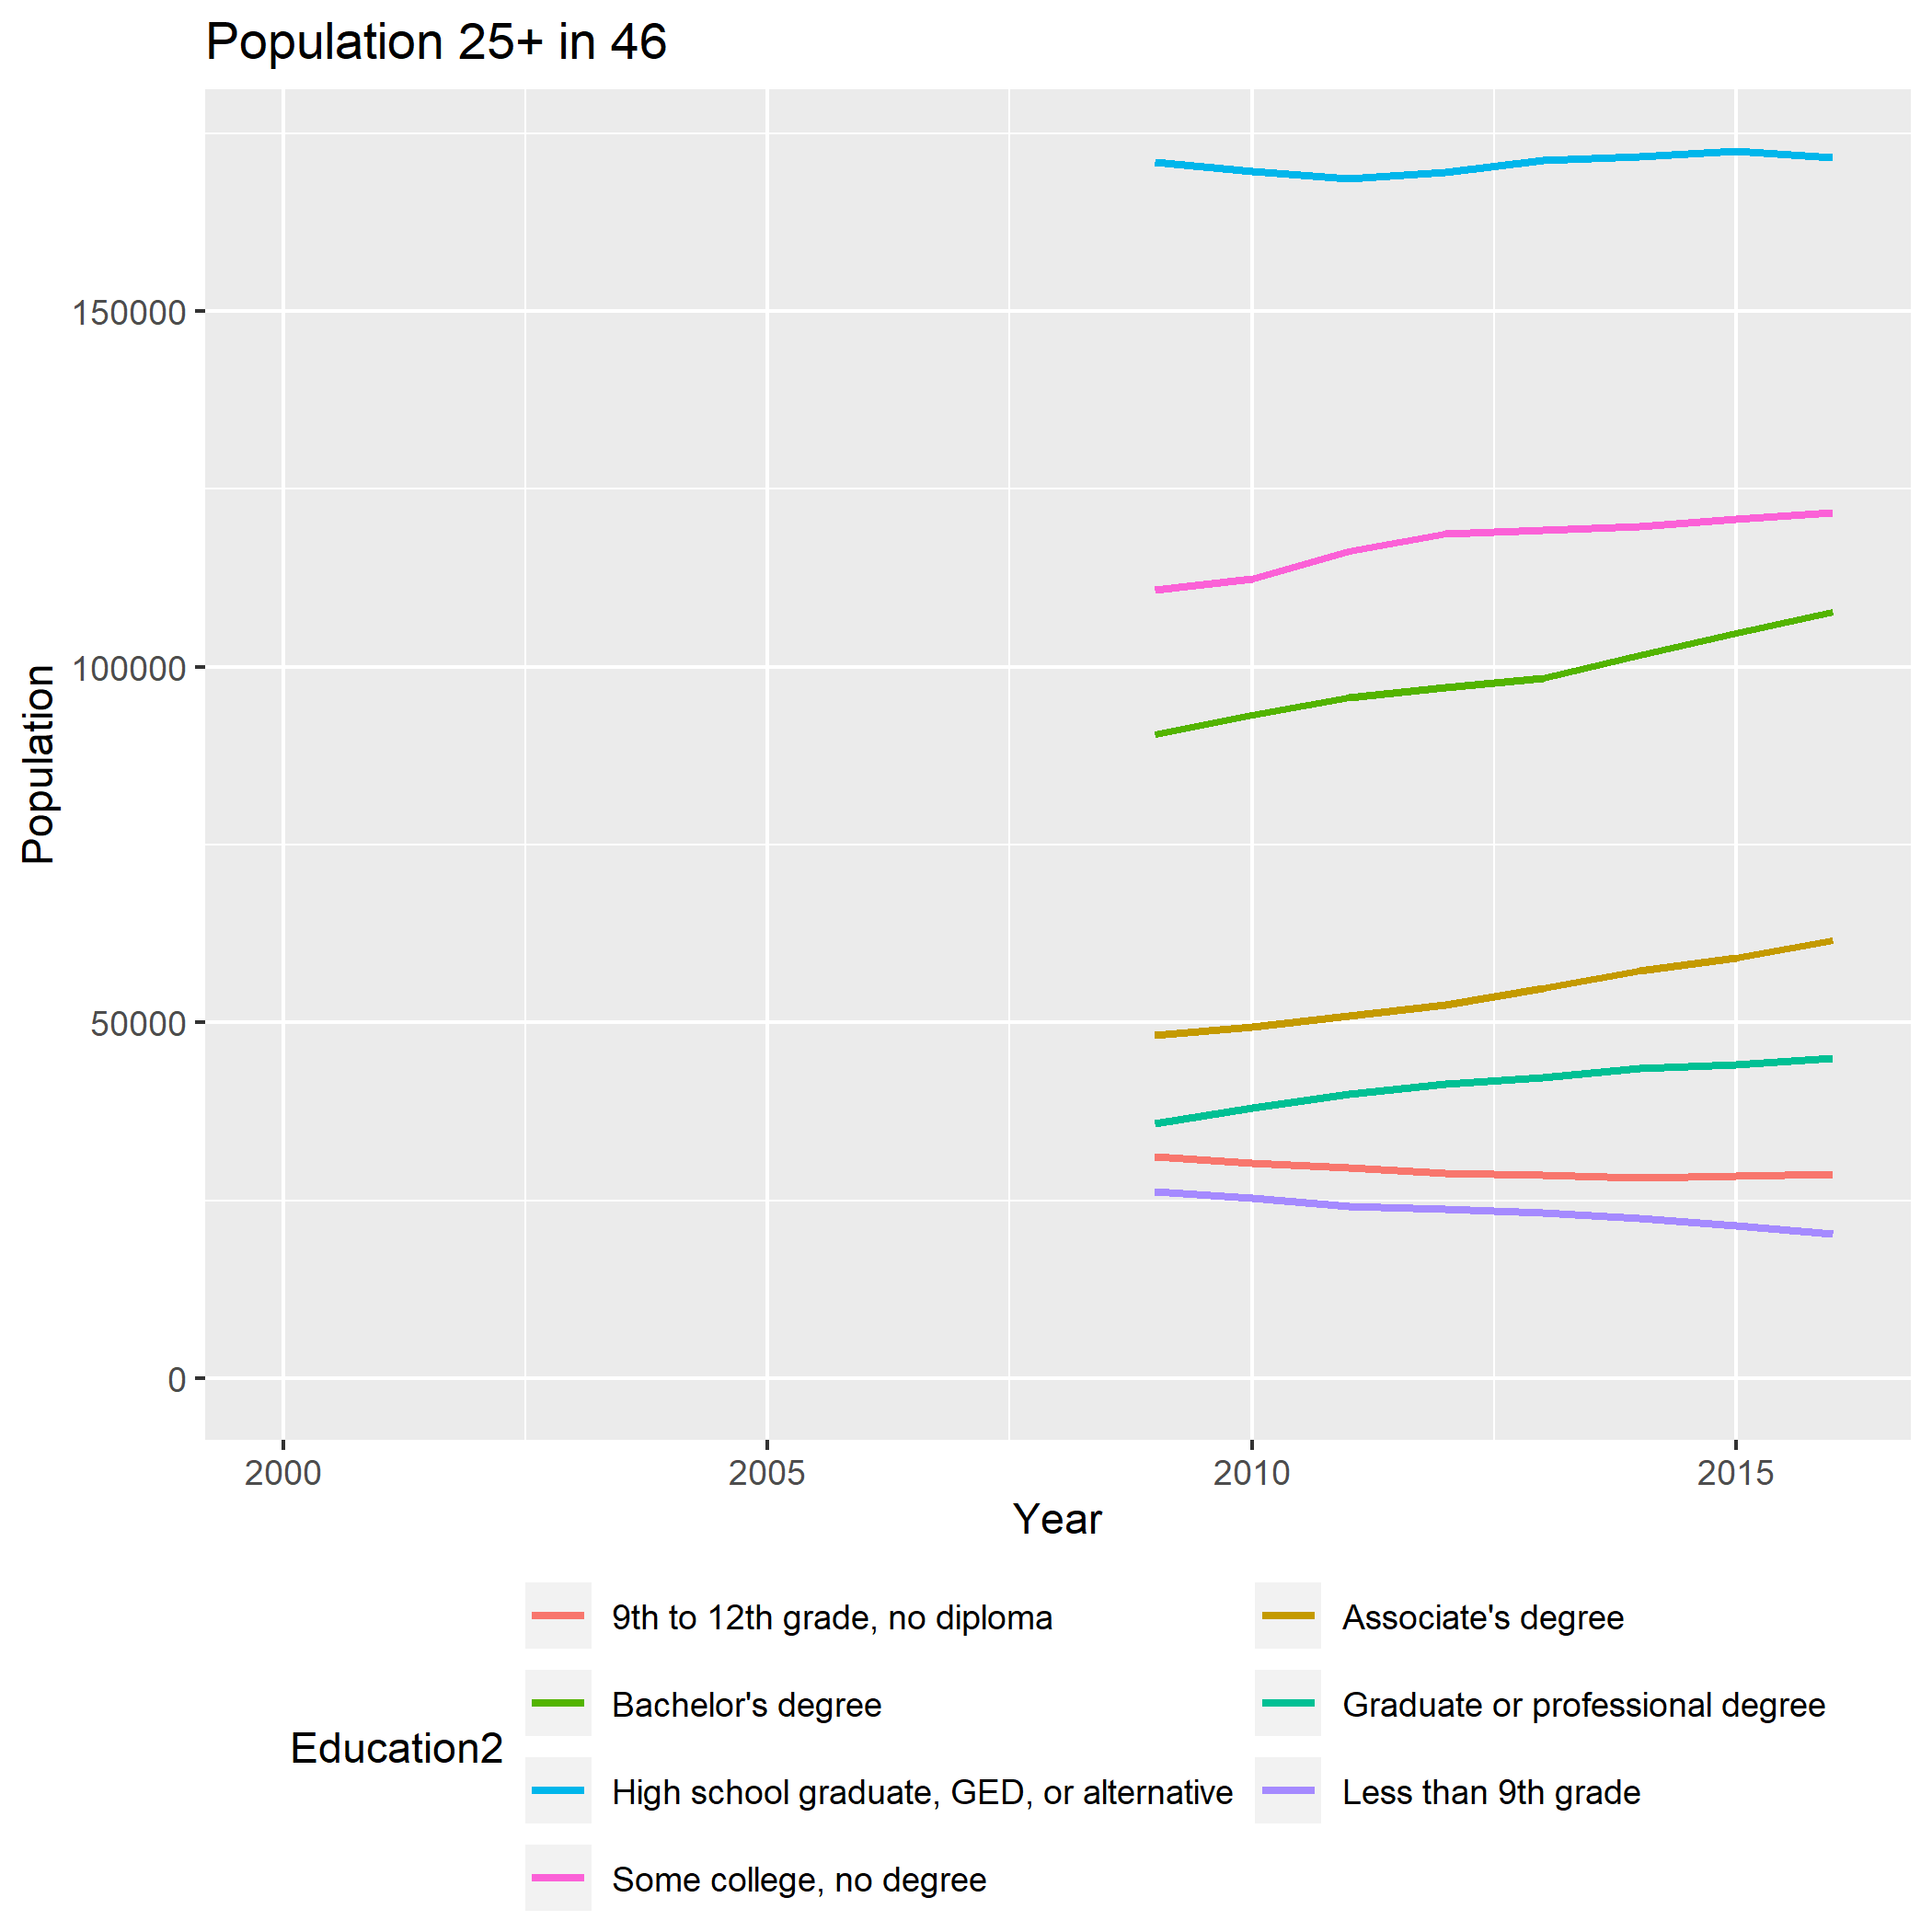 Population 25+ in 46
150000
100000
50000
0
Population
2000 2005 2010 2015
Year
Education2
9th to 12th grade, no diploma
Associate's degree
Bachelor's degree
Graduate or professional degree
High school graduate, GED, or alternative
Less than 9th grade
Some college, no degree